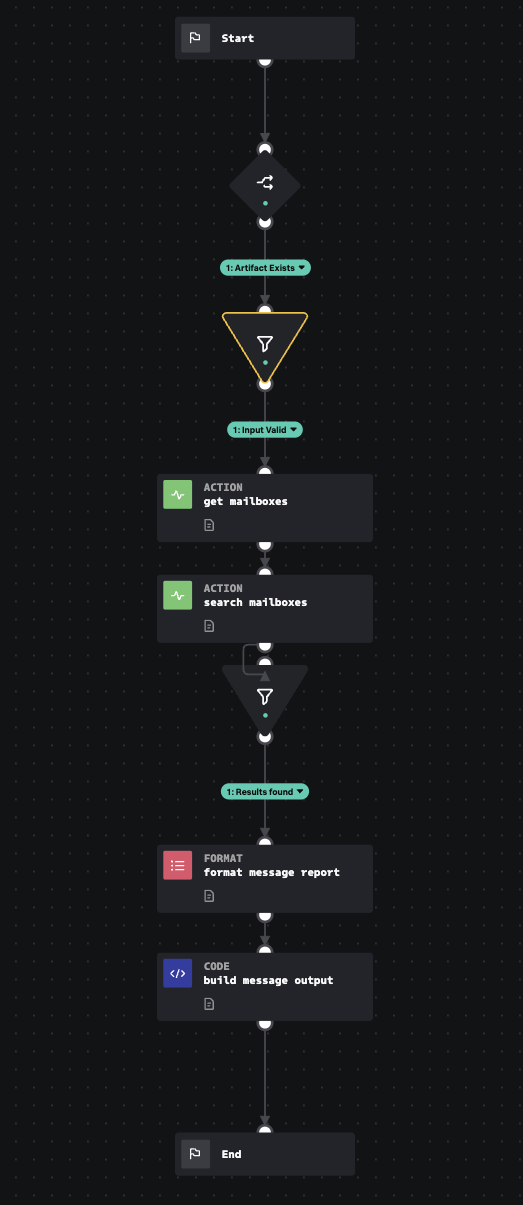 Start
1: Artifact Exists
1: Input Valid
ACTION
get mailboxes
ACTION
search mailboxes
1: Results found
FORMAT
format message report
CODE
build message output
End